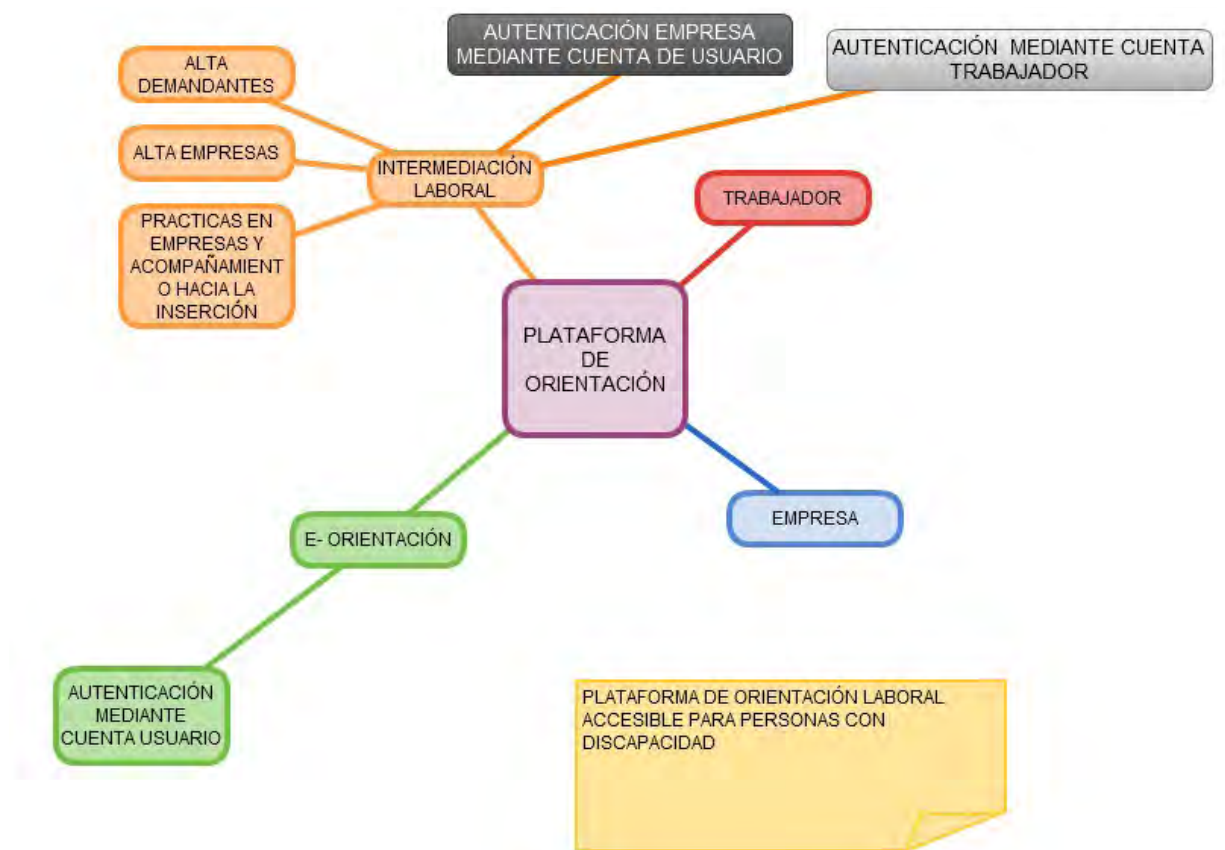 AUTENTICACIÓN EMPRESA
MEDIANTE CUENTA DE USUARIO
AUTENTICACIÓN MEDIANTE CUENTA
TRABAJADOR
ALTA
DEMANDANTES
ALTA EMPRESAS
INTERMEDIACIÓN
LABORAL
PRACTICAS EN
EMPRESAS Y
ACOMPAÑAMIENT
O HACIA LA
INSERCIÓN
TRABAJADOR
PLATAFORMA
DE
ORIENTACIÓN
EMPRESA
E- ORIENTACIÓN
AUTENTICACIÓN
MEDIANTE
CUENTA USUARIO
PLATAFORMA DE ORIENTACIÓN LABORAL
ACCESIBLE PARA PERSONAS CON
DISCAPACIDAD